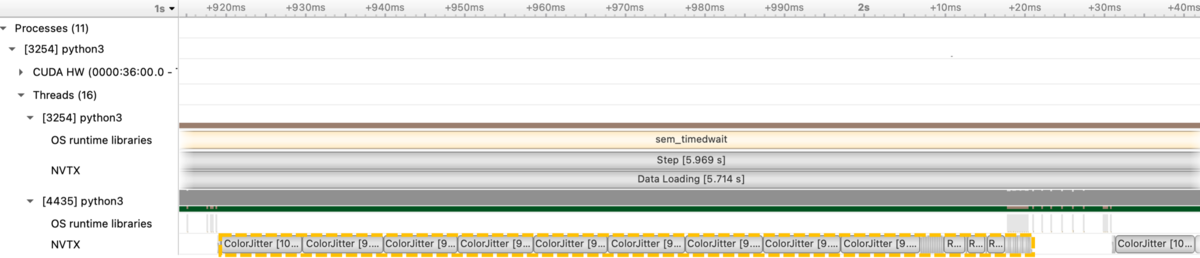 1s +920ms +930ms +940ms +950ms +960ms +970ms +980ms +990ms 2s +10ms +20ms +30ms +40ms
Processes (11)
[3254] python3
CUDA HW (0000:36:00.0 -
Threads (16)
[3254] python3
OS runtime libraries
sem_timedwait
NVTX
Step [5.969 s]
Data Loading [5.714 s]
[4435] python3
OS runtime libraries
NVTX
ColorJitter [10... ColorJitter [9.... ColorJitter [9... ColorJitter [9... ColorJitter [9... ColorJitter [9... ColorJitter [9.... ColorJitter [9... ColorJitter [9.... R... R... R... ColorJitter [10...